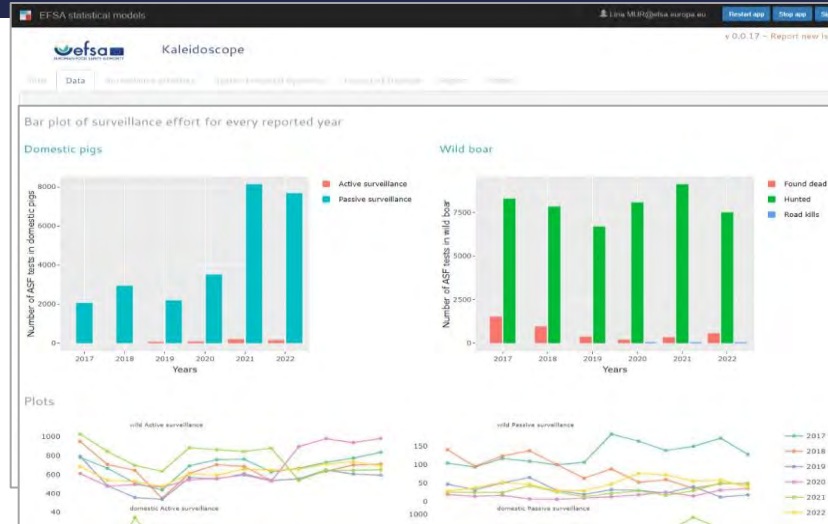 EFSA statistical models
Lina MUR@efsa.europa.eu
Restart app
Stop app
v 0.0.17 – Report new is
efsa
EUROPEAN FOOD SAFETY AUTHORITY
Kaleidoscope
Data
Bar plot of surveillance effort for every reported year
Domestic pigs
Number of ASF tests in domestic pigs
8000
6000
4000
2000
0
2017 2018 2019 2020 2021 2022
Years
Active surveillance
Passive surveillance
Wild boar
Number of ASF tests in wild boar
7500
5000
2500
0
2017 2018 2019 2020 2021 2022
Years
Found dead
Hunted
Road kills
Plots
wild Active surveillance
1000
800
600
400
domestic Active surveillance
40
wild Passive surveillance
150
100
50
0
domestic Passive surveillance
1000
2017
2018
2019
2020
2021
2022